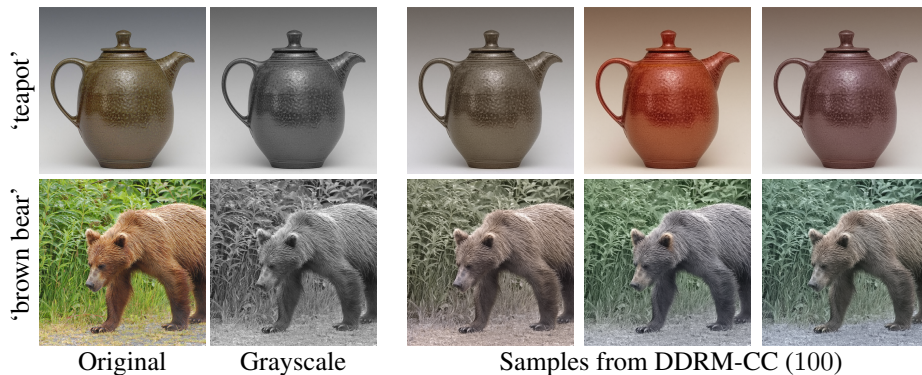 ‘teapot’
‘brown bear’
Original
Grayscale
Samples from DDRM-CC (100)